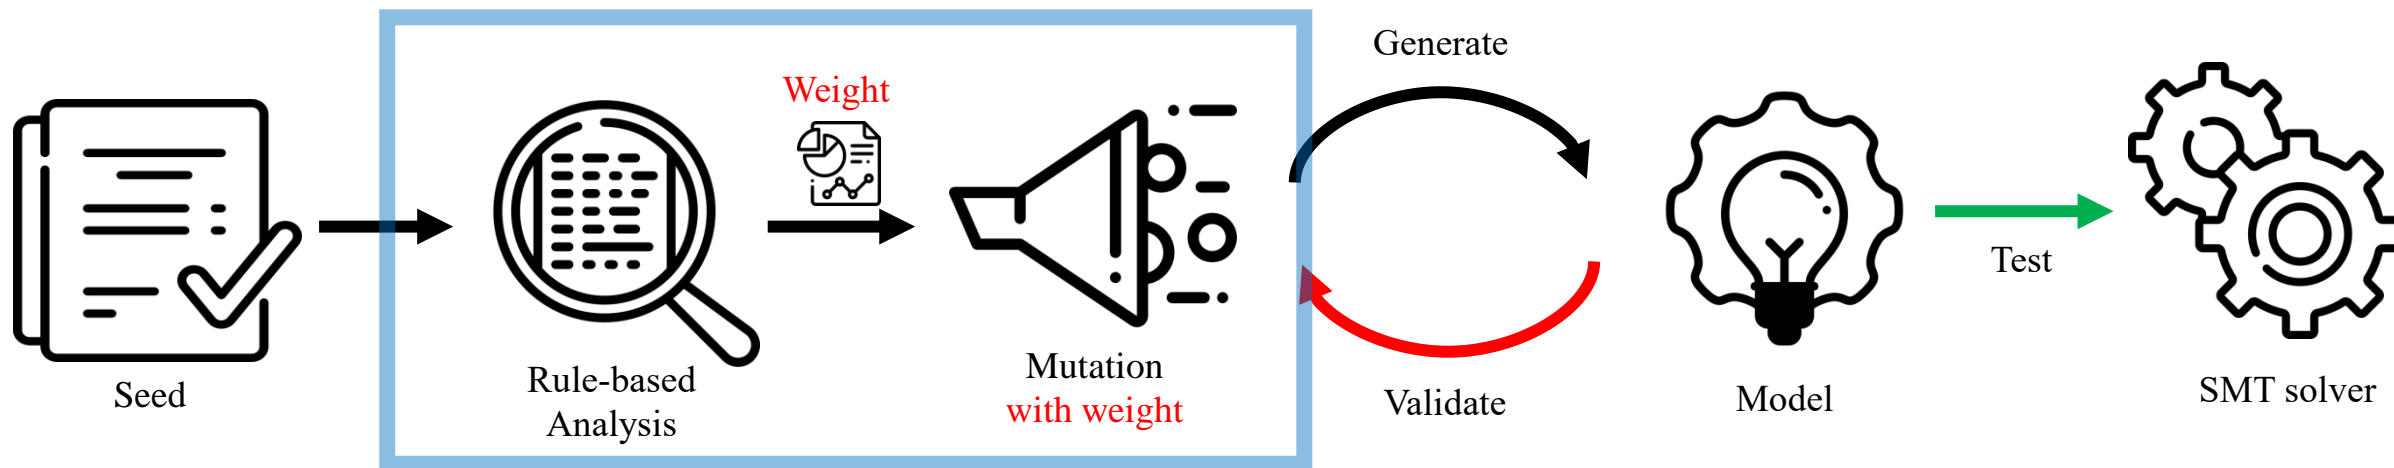 Seed
Rule-based
Analysis
Weight
Mutation
with weight
Generate
Validate
Model
Test
SMT solver